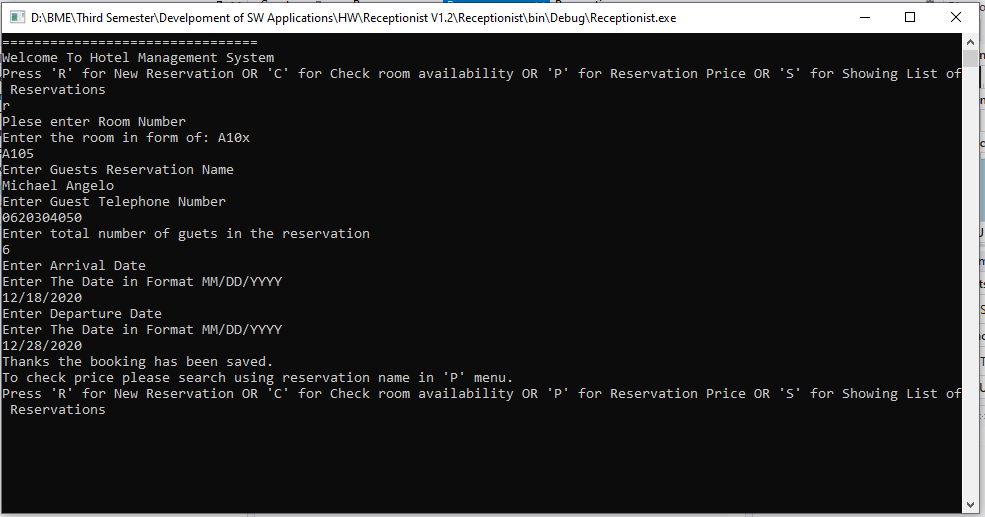 D:\BME\Third Semester\Develpoment of SW Applications\HW\Receptionist V1.2\Receptionist\bin\Debug\Receptionist.exe
================================
Welcome To Hotel Management System
Press 'R' for New Reservation OR 'C' for Check room availability OR 'P' for Reservation Price OR 'S' for Showing List of
Reservations
r
Plese enter Room Number
Enter the room in form of: A10x
A105
Enter Guests Reservation Name
Michael Angelo
Enter Guest Telephone Number
0620304050
Enter total number of guets in the reservation
6
Enter Arrival Date
Enter The Date in Format MM/DD/YYYY
12/18/2020
Enter Departure Date
Enter The Date in Format MM/DD/YYYY
12/28/2020
Thanks the booking has been saved.
To check price please search using reservation name in 'P' menu.
Press 'R' for New Reservation OR 'C' for Check room availability OR 'P' for Reservation Price OR 'S' for Showing List of
Reservations